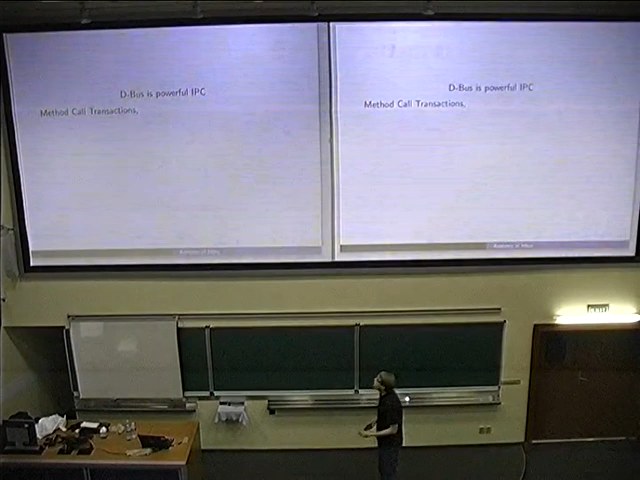 D-Bus is powerful IPC
Method Call Transactions,
D-Bus is powerful IPC
Method Call Transactions,